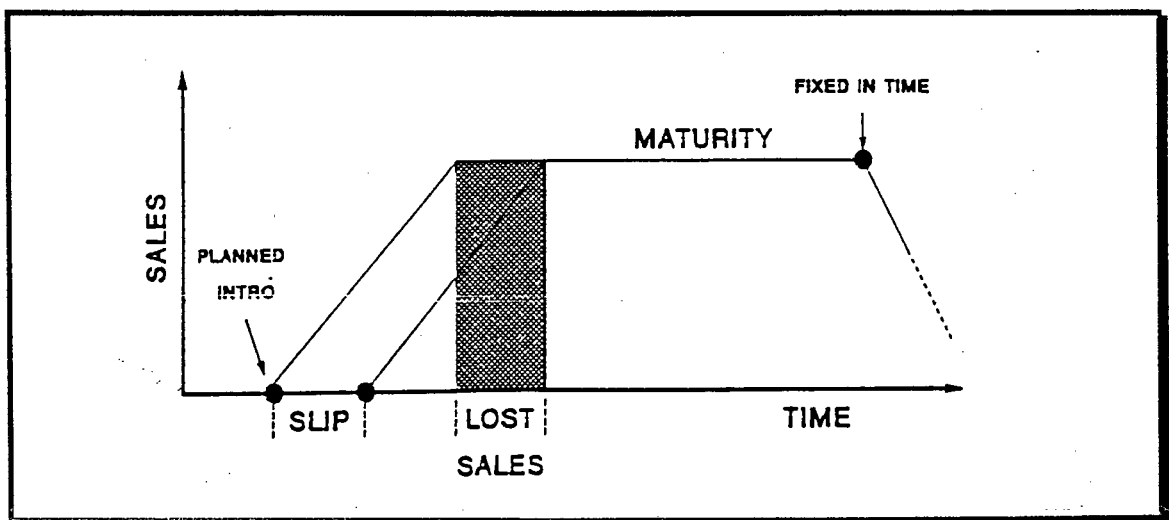 FIXED IN TIME
MATURITY
SALES
PLANNED
INTRO
SLIP
LOST
SALES
TIME